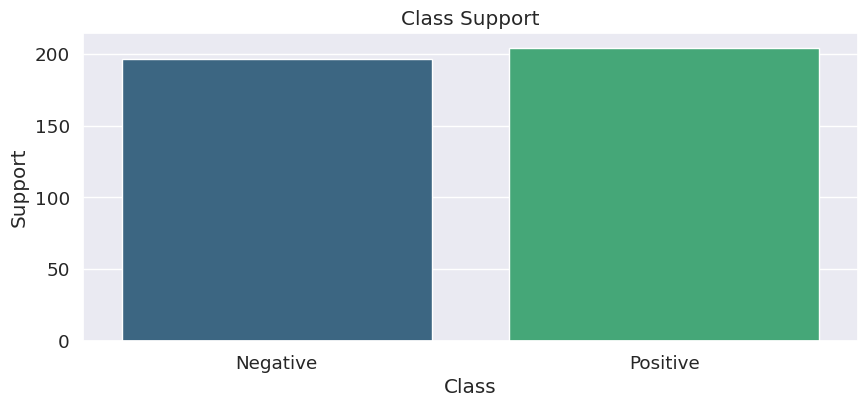 Class Support
200
150
100
50
0
Support
Negative Positive
Class